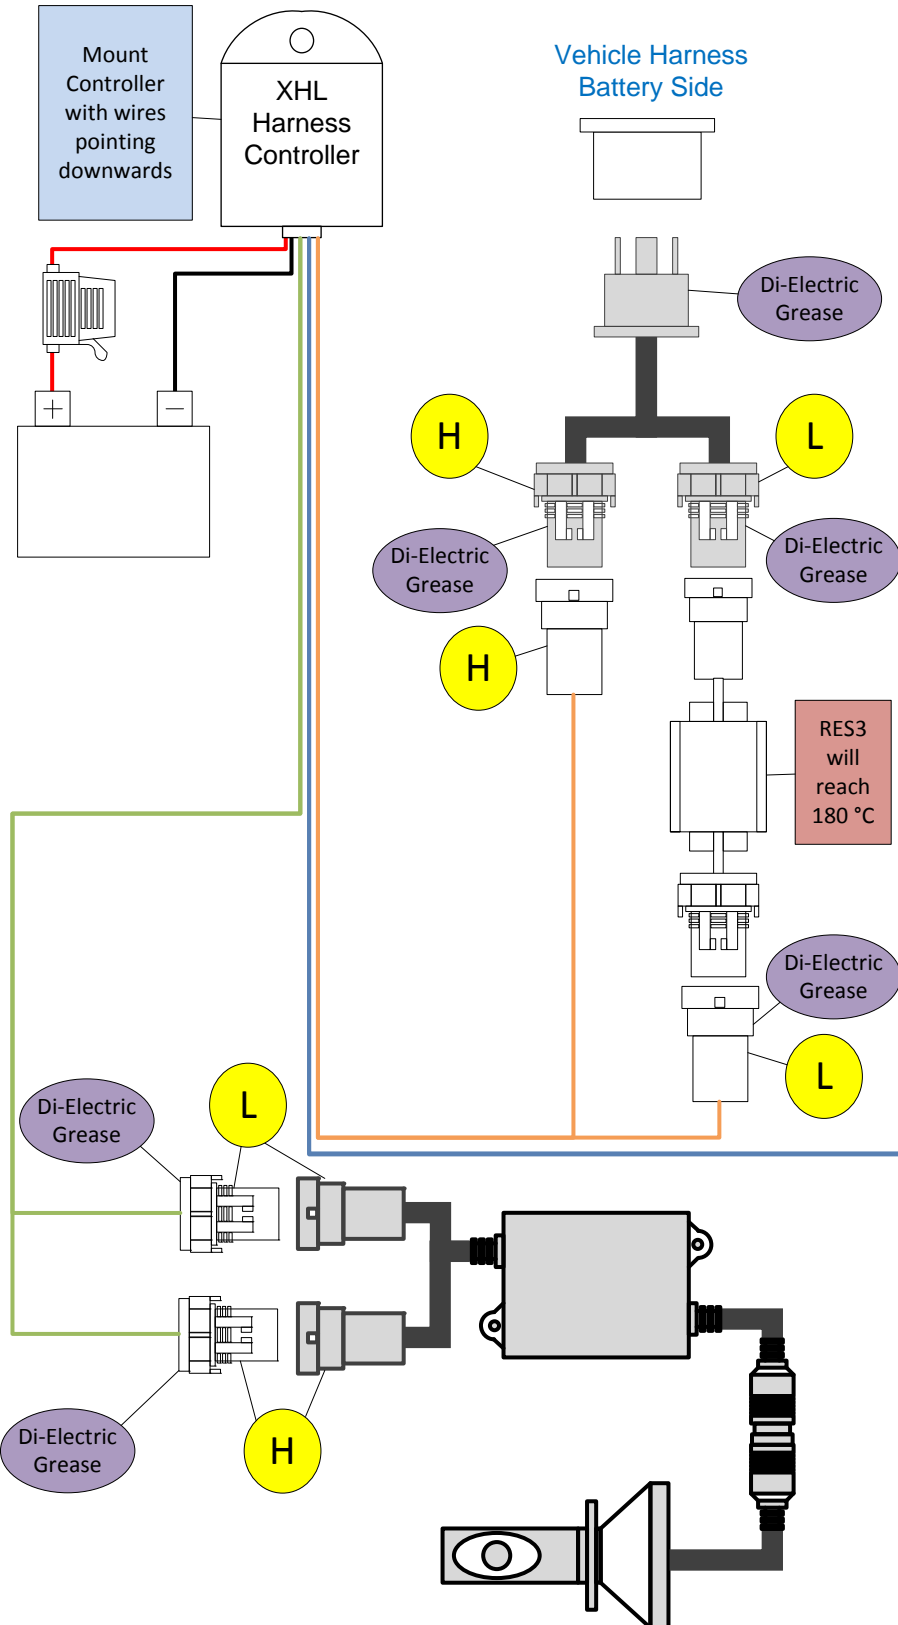 Mount
Controller
with wires
pointing
downwards
XHL
Harness
Controller
Vehicle Harness
Battery Side
Di-Electric
Grease
+
−
H
L
Di-Electric
Grease
Di-Electric
Grease
H
RES3
will
reach
180 °C
Di-Electric
Grease
L
Di-Electric
Grease
L
Di-Electric
Grease
H